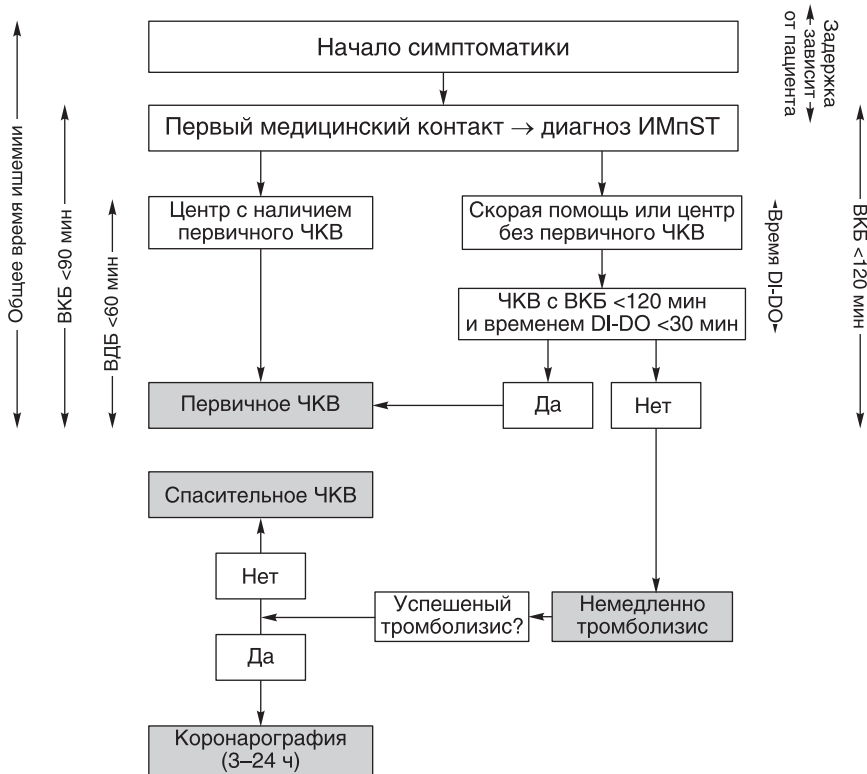 Начало симптоматики
Задержка
зависит
от пациента
Первый медицинский контакт → диагноз ИМпST
Общее время ишемии
ВКБ <90 мин
ВДБ <60 мин
Центр с наличием
первичного ЧКВ
Скорая помощь или центр
без первичного ЧКВ
Время DI-DO
ВКБ <120 мин
ЧКВ с ВКБ <120 мин
и временем DI-DO <30 мин
Первичное ЧКВ
Да
Нет
Спасительное ЧКВ
Нет
Успешеный
тромболизис?
Немедленно
тромболизис
Да
Коронарография
(3–24 ч)